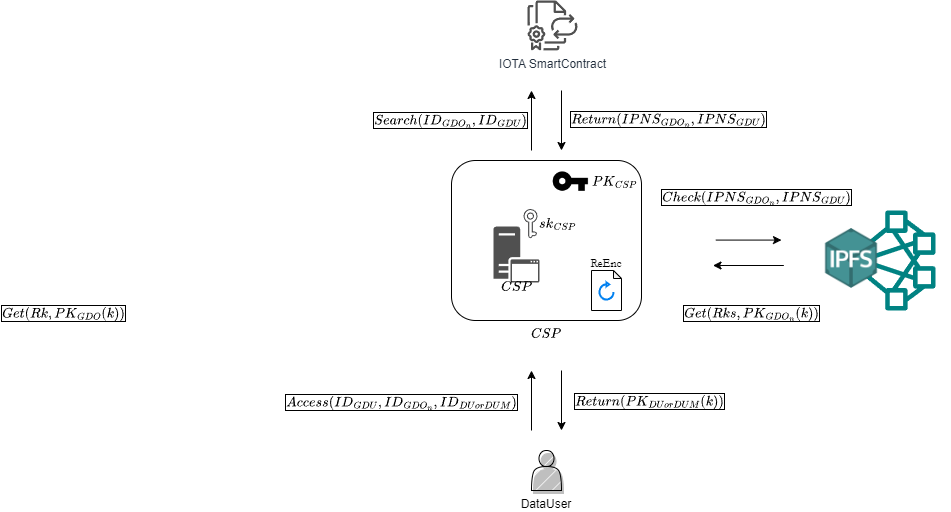 IOTA SmartContract
Search(ID_{GDO_n}, ID_{GDU})
Return(IPNS_{GDO_n}, IPNS_{GDU})
PK_{CSP}
Check(IPNS_{GDO_n}, IPNS_{GDU})
sk_{CSP}
IPFS
ReEnc
CSP
Get(Rk, PK_{GDO}(k))
Get(Rks, PK_{GDO_n}(k))
CSP
Access(ID_{GDU}, ID_{GDO_n}, ID_{DUorDUM})
Return(PK_{DUorDUM}(k))
DataUser